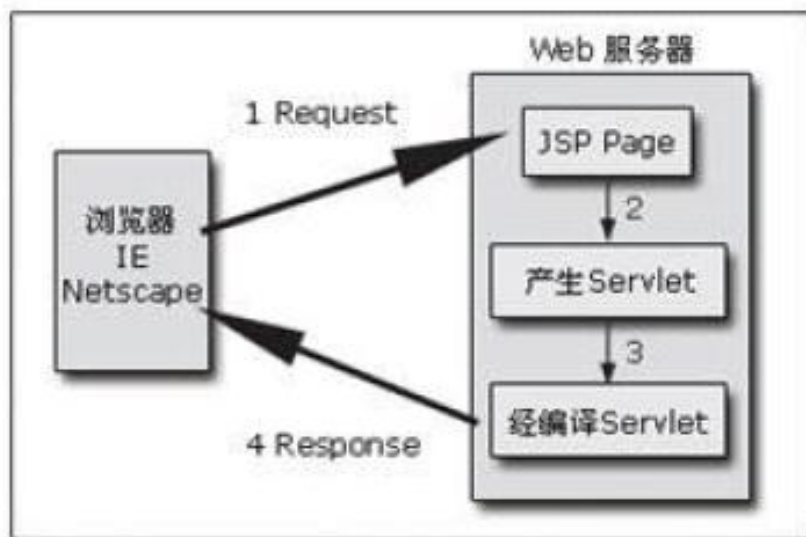 Web 服务器
1 Request
JSP Page
浏览器
IE
Netscape
2
产生Servlet
3
经编译Servlet
4 Response